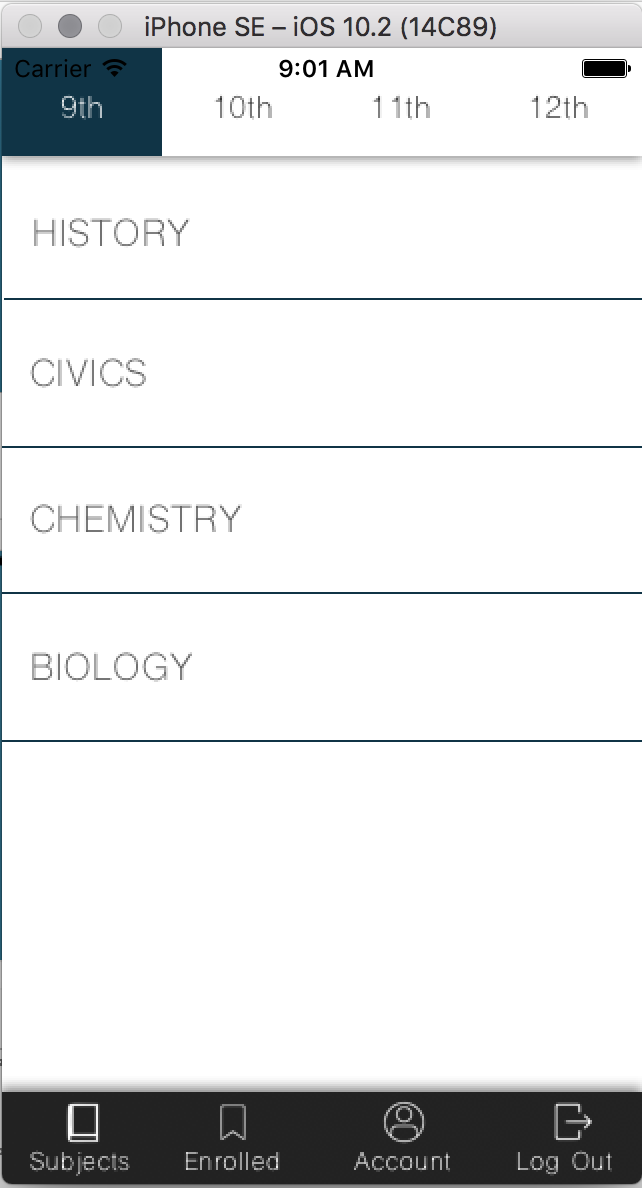 iPhone SE – iOS 10.2 (14C89)
Carrier 9:01 AM
9th 10th 11th 12th
HISTORY
CIVICS
CHEMISTRY
BIOLOGY
Subjects Enrolled Account Log Out